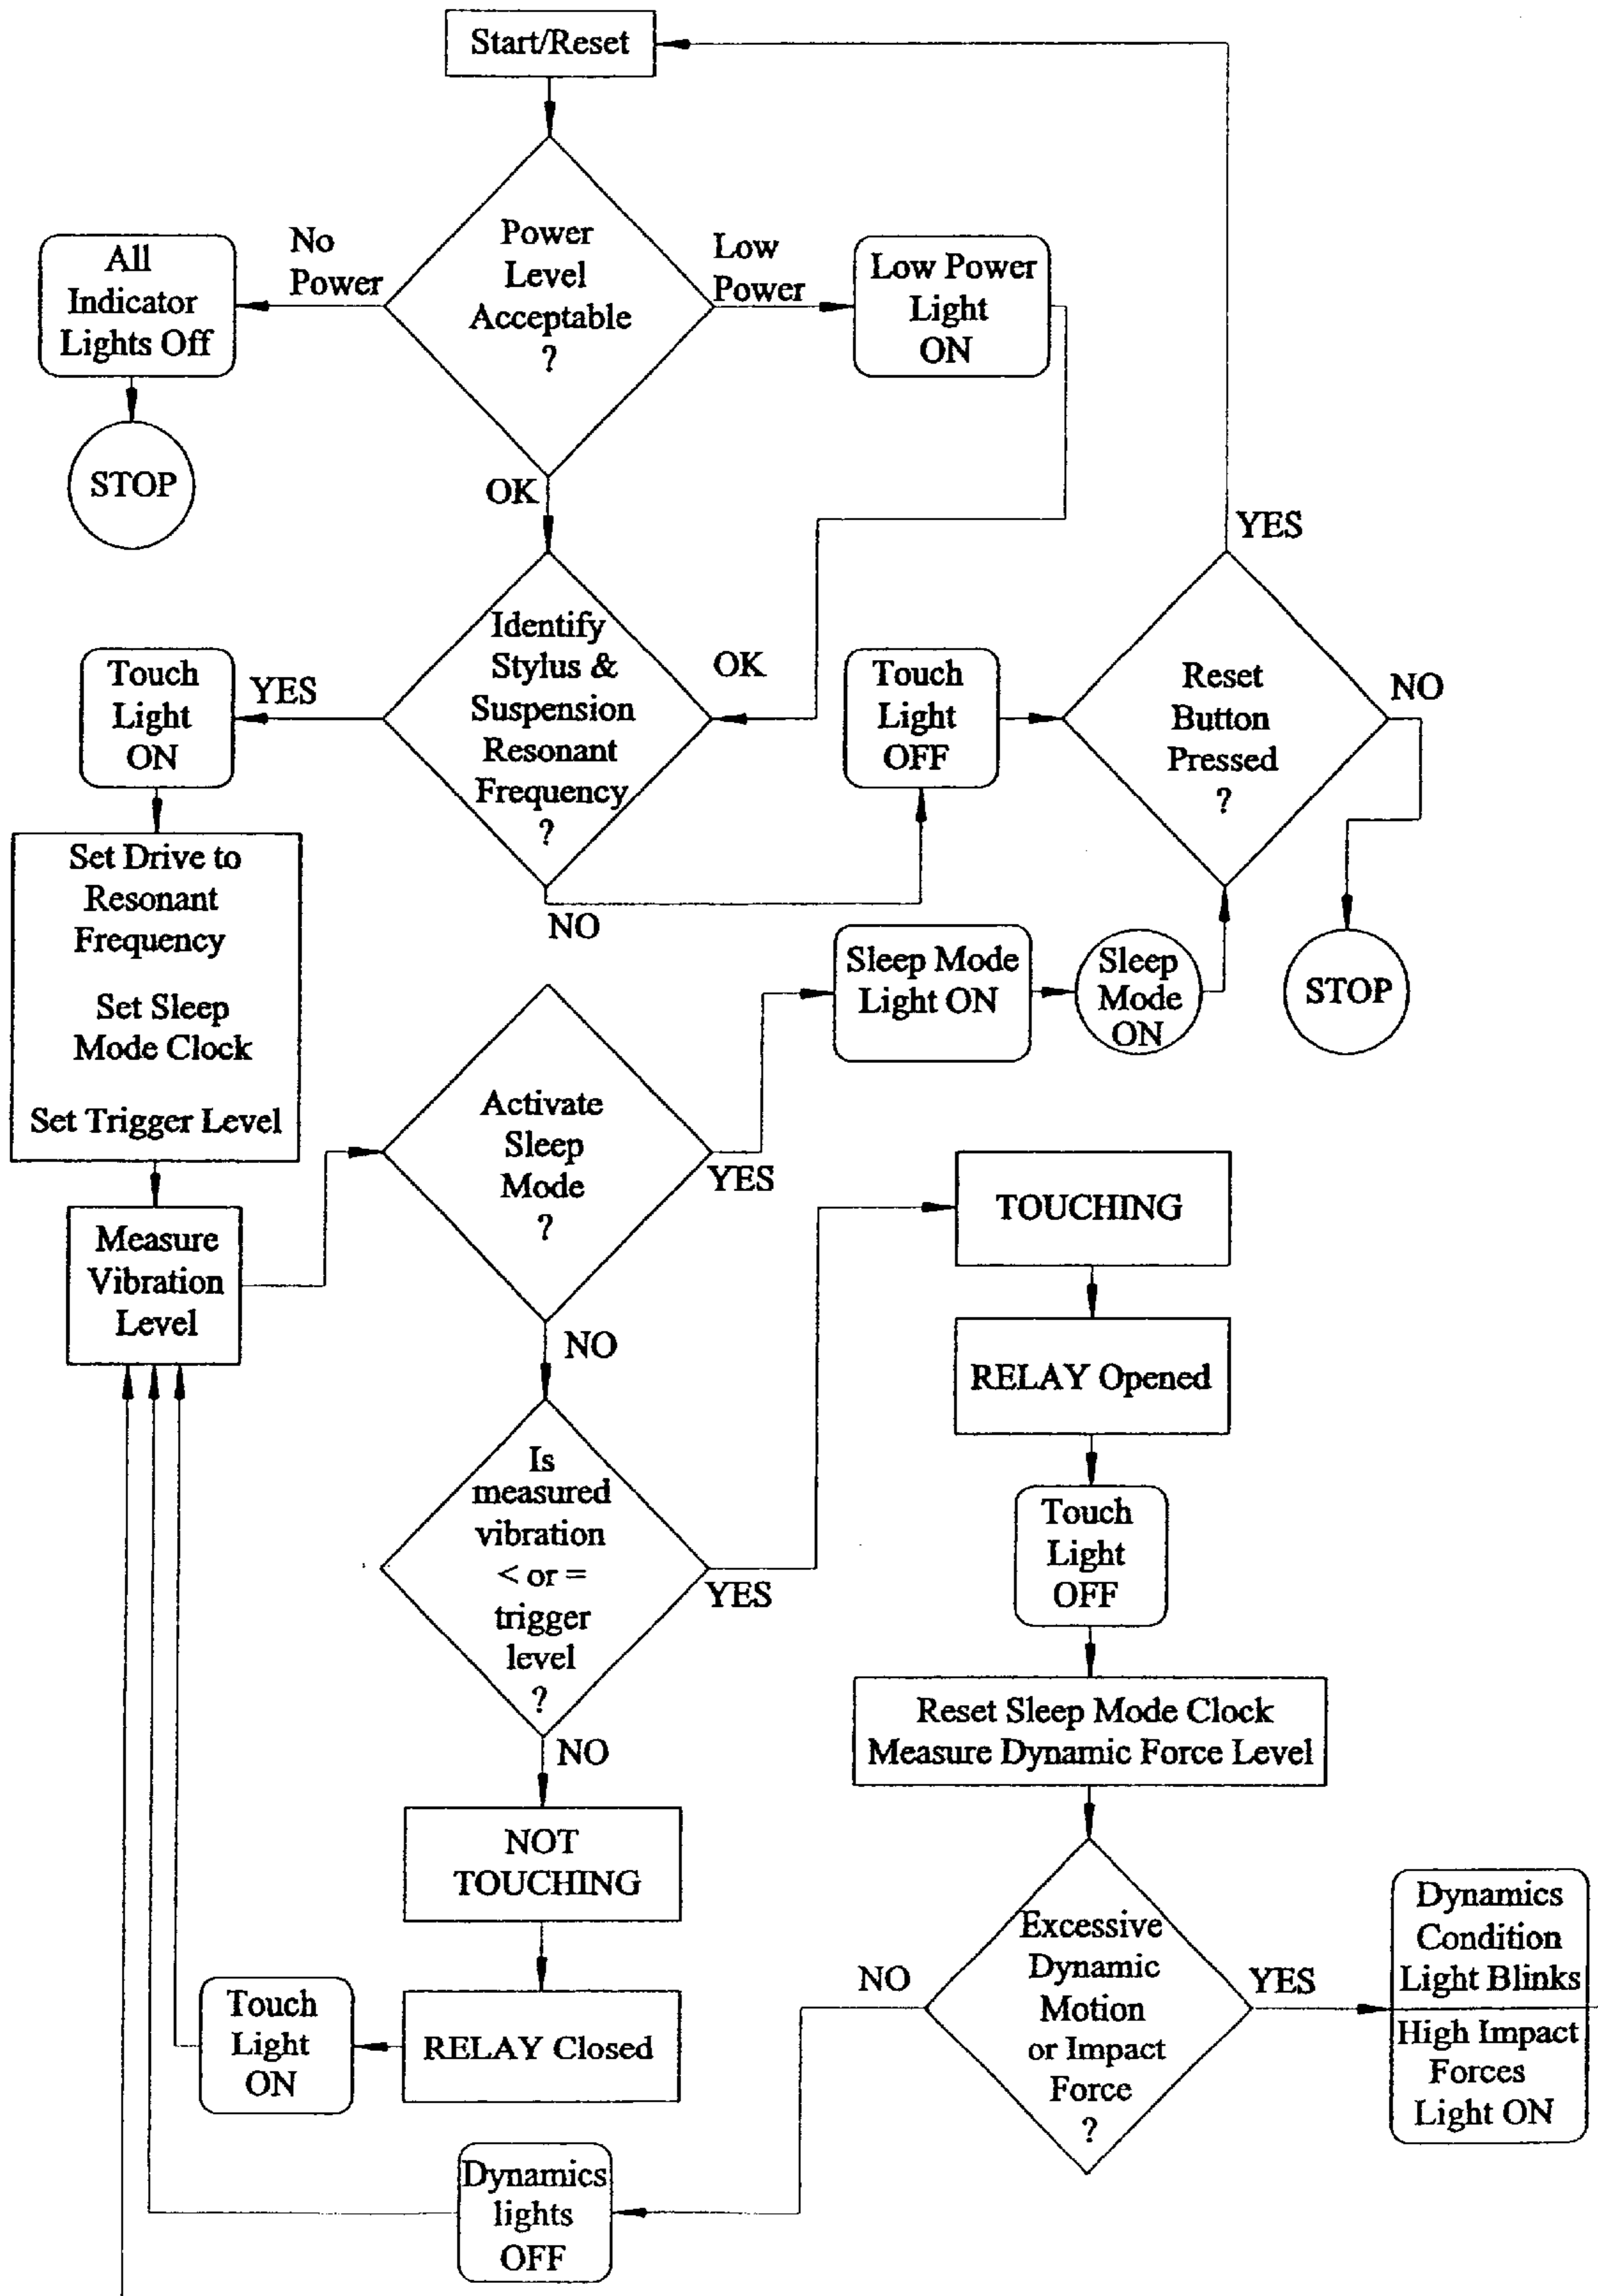 Start/Reset
Power
Level
Acceptable
?
No
Power
Low
Power
All
Indicator
Lights Off
Low Power
Light
ON
STOP
OK
YES
Identify
Stylus &
Suspension
Resonant
Frequency
?
OK
Touch
Light
ON
YES
Touch
Light
OFF
Reset
Button
Pressed
?
NO
Set Drive to
Resonant
Frequency
Set Sleep
Mode Clock
Set Trigger Level
NO
Sleep Mode
Light ON
Sleep
Mode
ON
STOP
Activate
Sleep
Mode
?
YES
NO
Measure
Vibration
Level
TOUCHING
RELAY Opened
Is
measured
vibration
< or =
trigger
level
?
YES
NO
Touch
Light
OFF
Reset Sleep Mode Clock
Measure Dynamic Force Level
NOT
TOUCHING
RELAY Closed
Touch
Light
ON
Excessive
Dynamic
Motion
or Impact
Force
?
NO
YES
Dynamics
Condition
Light Blinks
High Impact
Forces
Light ON
Dynamics
lights
OFF